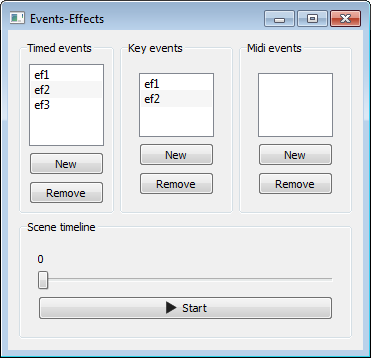 Events-Effects
Timed events
ef1
ef2
ef3
New
Remove
Key events
ef1
ef2
New
Remove
Midi events
New
Remove
Scene timeline
0
Start